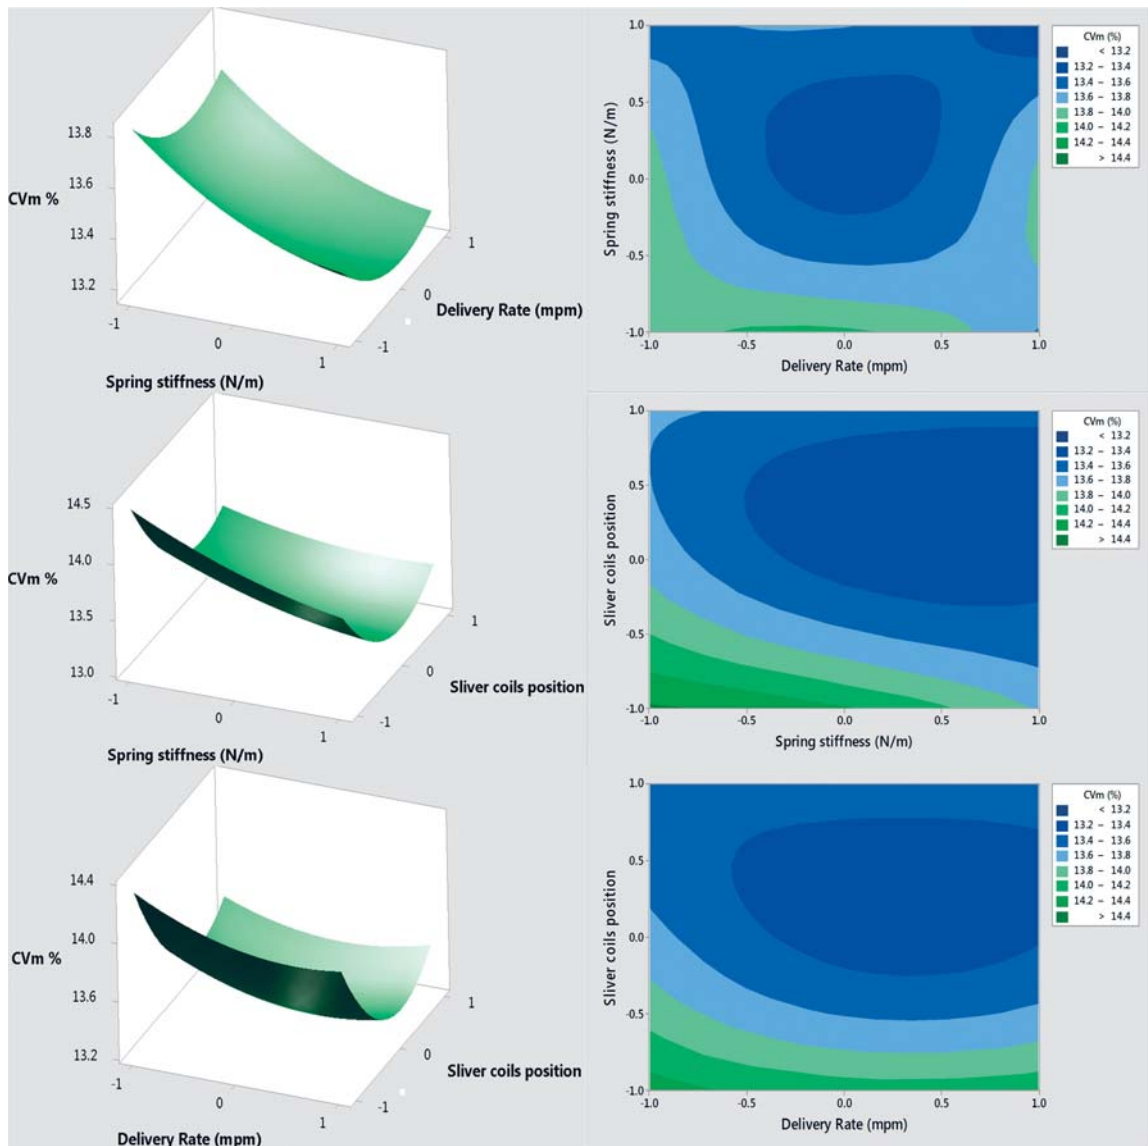 13.8
CVm %
13.6
13.4
13.2
-1
0
1
Spring stiffness (N/m)
1
0
-1
Delivery Rate (mpm)
1.0
0.5
0.0
-0.5
-1.0
Spring stiffness (N/m)
-1.0 -0.5 0.0 0.5 1.0
Delivery Rate (mpm)
CVm (%)
< 13.2
13.2 – 13.4
13.4 – 13.6
13.6 – 13.8
13.8 – 14.0
14.0 – 14.2
14.2 – 14.4
> 14.4
14.5
14.0
CVm %
13.5
13.0
-1
0
1
Spring stiffness (N/m)
1
0
-1
Sliver coils position
1.0
0.5
0.0
-0.5
-1.0
Sliver coils position
-1.0 -0.5 0.0 0.5 1.0
Spring stiffness (N/m)
CVm (%)
< 13.2
13.2 – 13.4
13.4 – 13.6
13.6 – 13.8
13.8 – 14.0
14.0 – 14.2
14.2 – 14.4
> 14.4
14.4
14.0
CVm %
13.6
13.2
-1
0
1
Delivery Rate (mpm)
1
0
-1
Sliver coils position
1.0
0.5
0.0
-0.5
-1.0
Sliver coils position
-1.0 -0.5 0.0 0.5 1.0
Delivery Rate (mpm)
CVm (%)
< 13.2
13.2 – 13.4
13.4 – 13.6
13.6 – 13.8
13.8 – 14.0
14.0 – 14.2
14.2 – 14.4
> 14.4